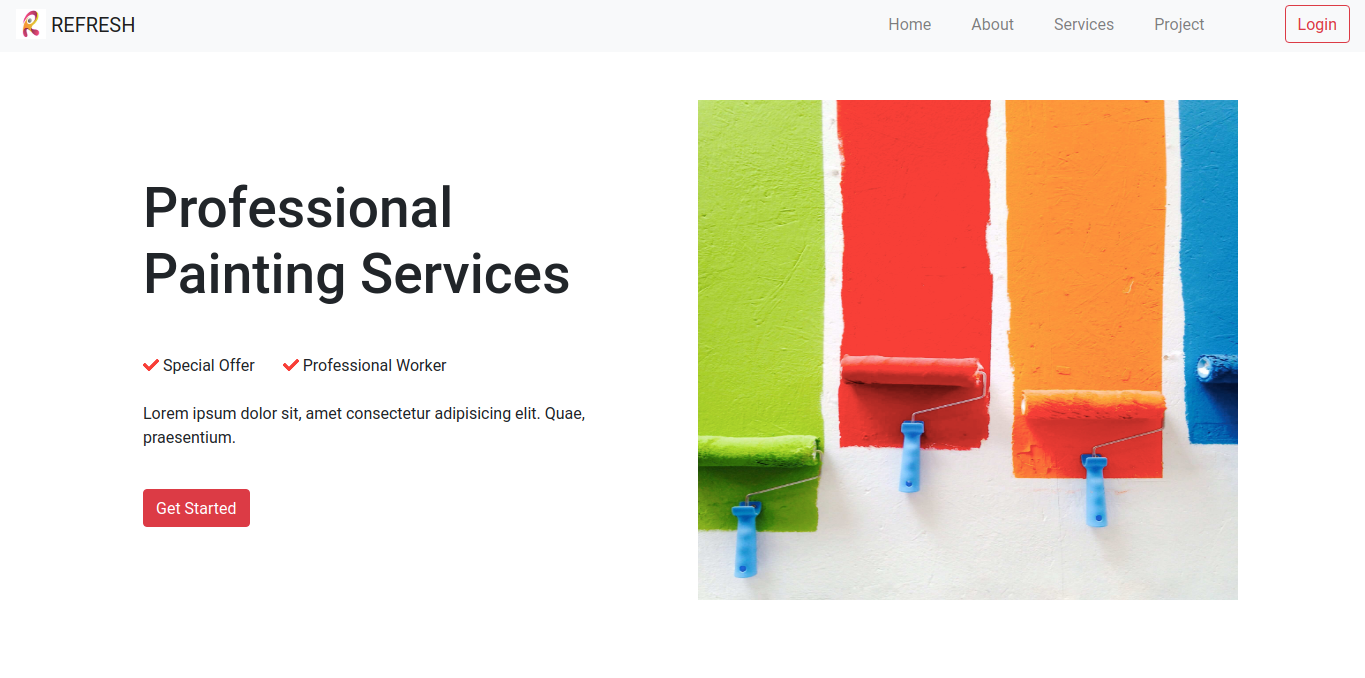 REFRESH
Home About Services Project Login
Professional
Painting Services
Special Offer Professional Worker
Lorem ipsum dolor sit, amet consectetur adipisicing elit. Quae,
praesentium.
Get Started